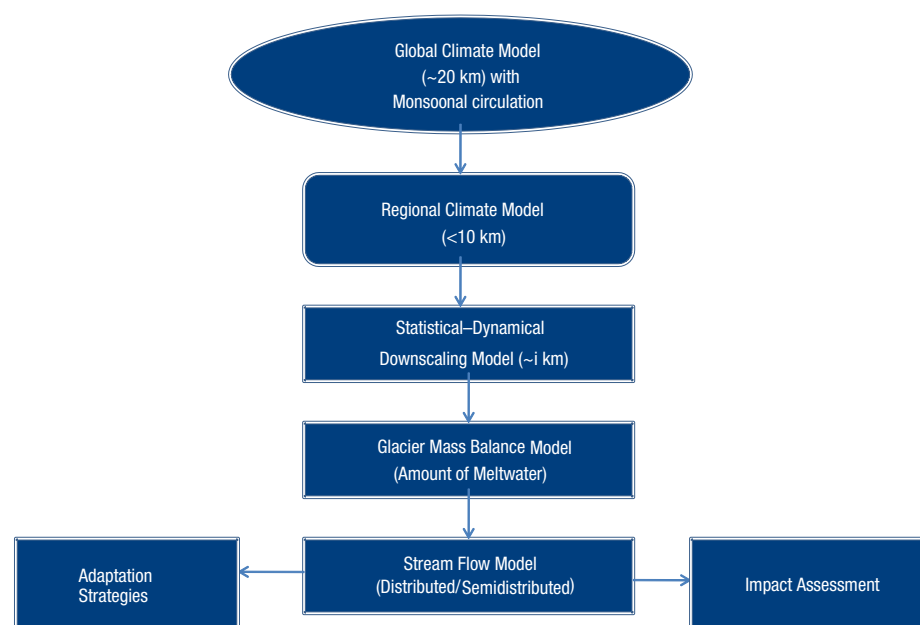 Global Climate Model
(~20 km) with
Monsoonal circulation
Regional Climate Model
(<10 km)
Statistical–Dynamical
Downscaling Model (~i km)
Glacier Mass Balance Model
(Amount of Meltwater)
Adaptation
Strategies
Stream Flow Model
(Distributed/Semidistributed)
Impact Assessment